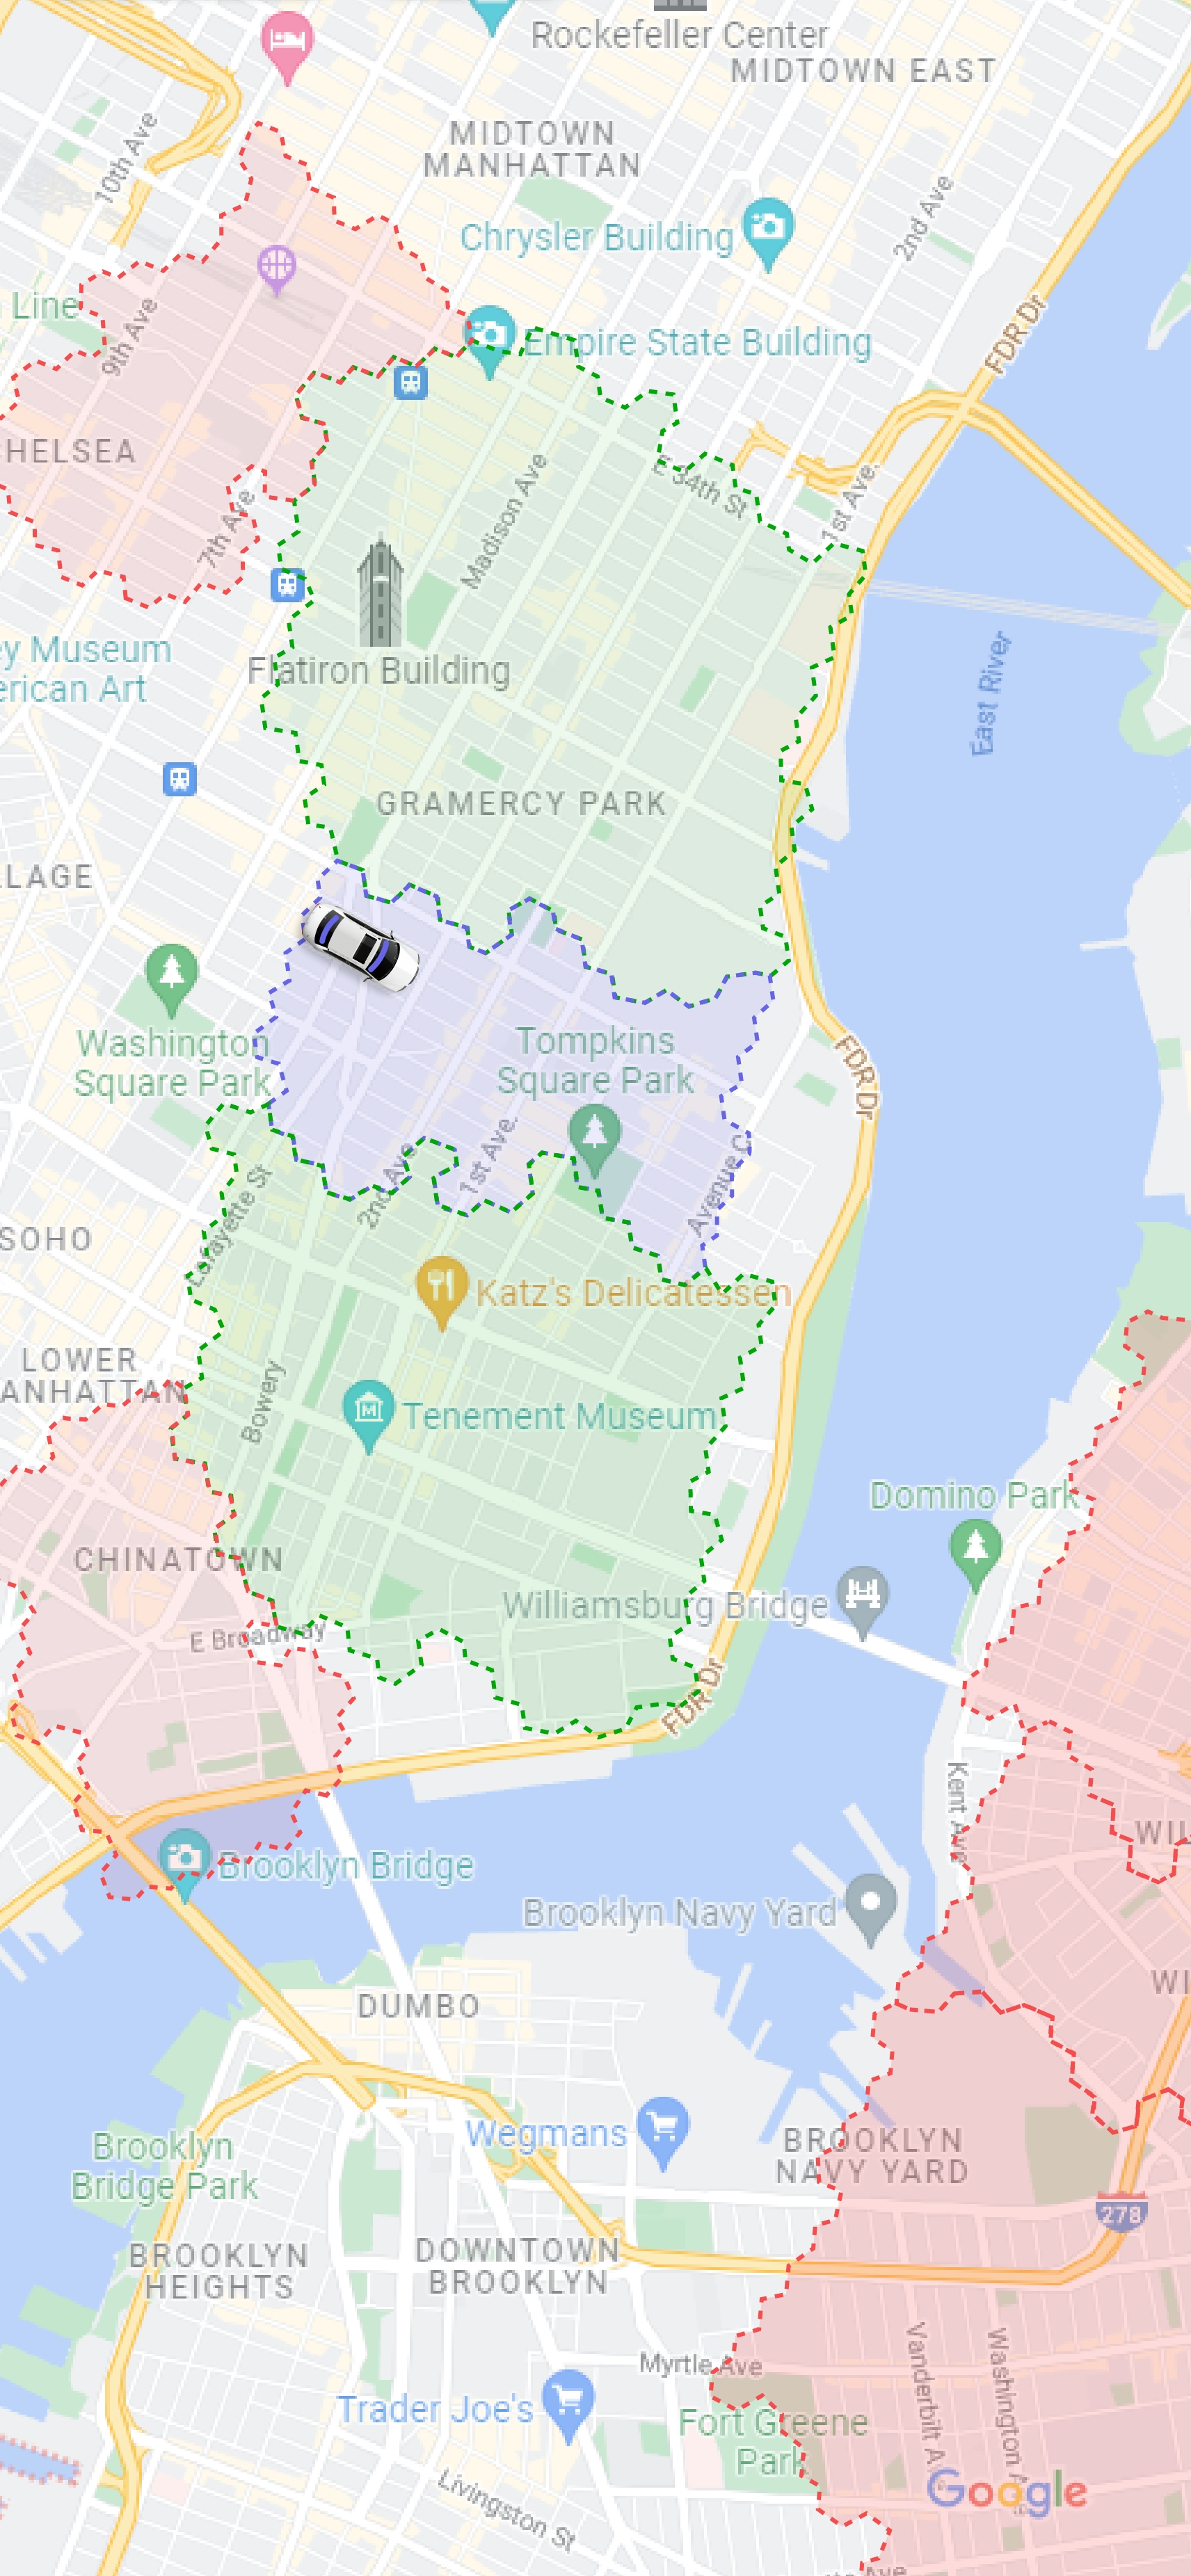 Rockefeller Center
MIDTOWN EAST
MIDTOWN
MANHATTAN
10th Ave
2nd Ave
Chrysler Building
Line
9th Ave
FDR Dr
Empire State Building
HELSEA
E 34th St
Madison Ave
7th Ave
1st Ave.
Flatiron Building
y Museum
erican Art
East River
GRAMERCY PARK
LLAGE
Washington
Square Park
Tompkins
Square Park
FDR Dr
Lafayette St
2nd Ave
1st Ave.
Avenue C
SOHO
Katz's Delicatessen
LOWER
ANHATTAN
Bowery
Tenement Museum
Domino Park
CHINATOWN
Williamsburg Bridge
E Broadway
FDR Dr
Kent Ave
WIL
Brooklyn Bridge
Brooklyn Navy Yard
WI
DUMBO
Wegmans
BROOKLYN
NAVY YARD
Brooklyn
Bridge Park
278
BROOKLYN
HEIGHTS
DOWNTOWN
BROOKLYN
Myrtle Ave
Vanderbilt A
Washington A
Trader Joe's
Fort Greene
Park
Google
Livingston St